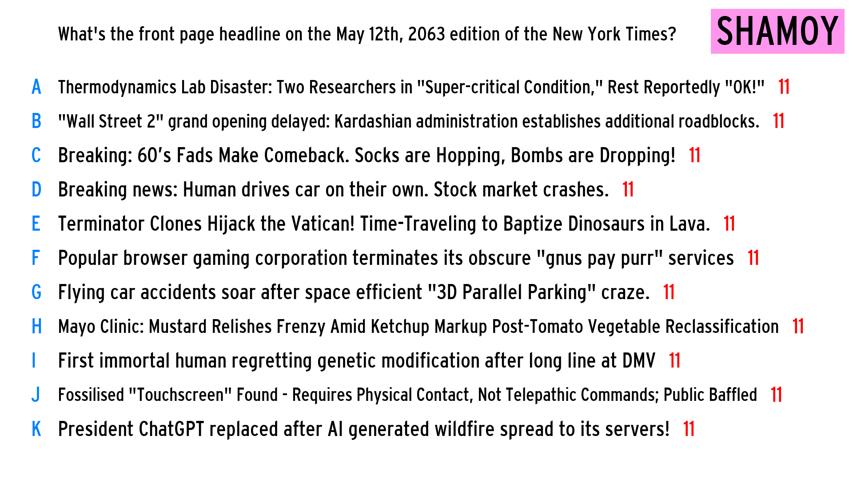 What's the front page headline on the May 12th, 2063 edition of the New York Times?
SHAMOY
A Thermodynamics Lab Disaster: Two Researchers in "Super-critical Condition," Rest Reportedly "OK!" 11
B "Wall Street 2" grand opening delayed: Kardashian administration establishes additional roadblocks. 11
C Breaking: 60's Fads Make Comeback. Socks are Hopping, Bombs are Dropping! 11
D Breaking news: Human drives car on their own. Stock market crashes. 11
E Terminator Clones Hijack the Vatican! Time-Traveling to Baptize Dinosaurs in Lava. 11
F Popular browser gaming corporation terminates its obscure "gnus pay purr" services 11
G Flying car accidents soar after space efficient "3D Parallel Parking" craze. 11
H Mayo Clinic: Mustard Relishes Frenzy Amid Ketchup Markup Post-Tomato Vegetable Reclassification 11
I First immortal human regretting genetic modification after long line at DMV 11
J Fossilised "Touchscreen" Found - Requires Physical Contact, Not Telepathic Commands; Public Baffled 11
K President ChatGPT replaced after AI generated wildfire spread to its servers! 11